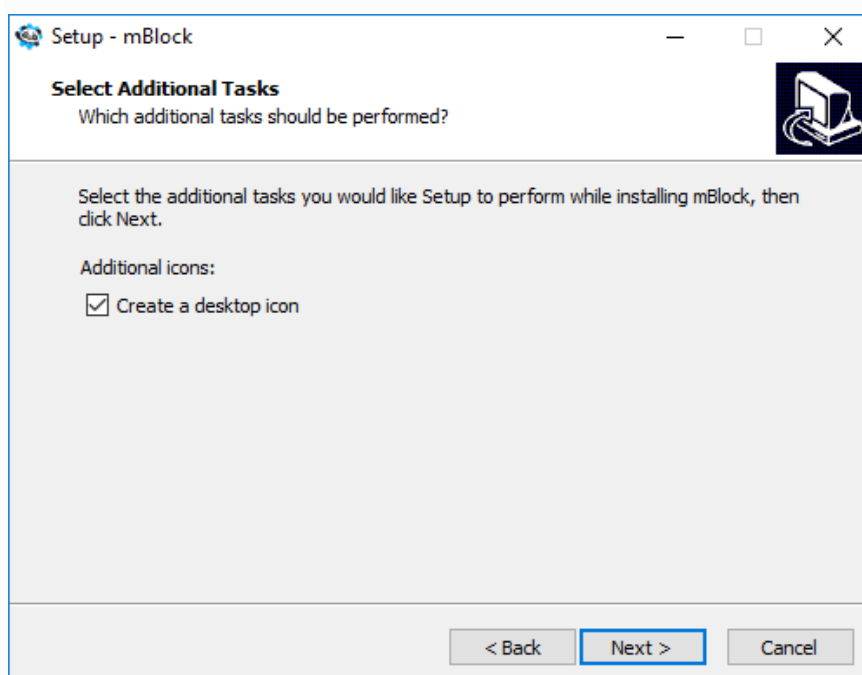 Setup - mBlock
Select Additional Tasks
Which additional tasks should be performed?
Select the additional tasks you would like Setup to perform while installing mBlock, then
click Next.
Additional icons:
Create a desktop icon
< Back
Next >
Cancel